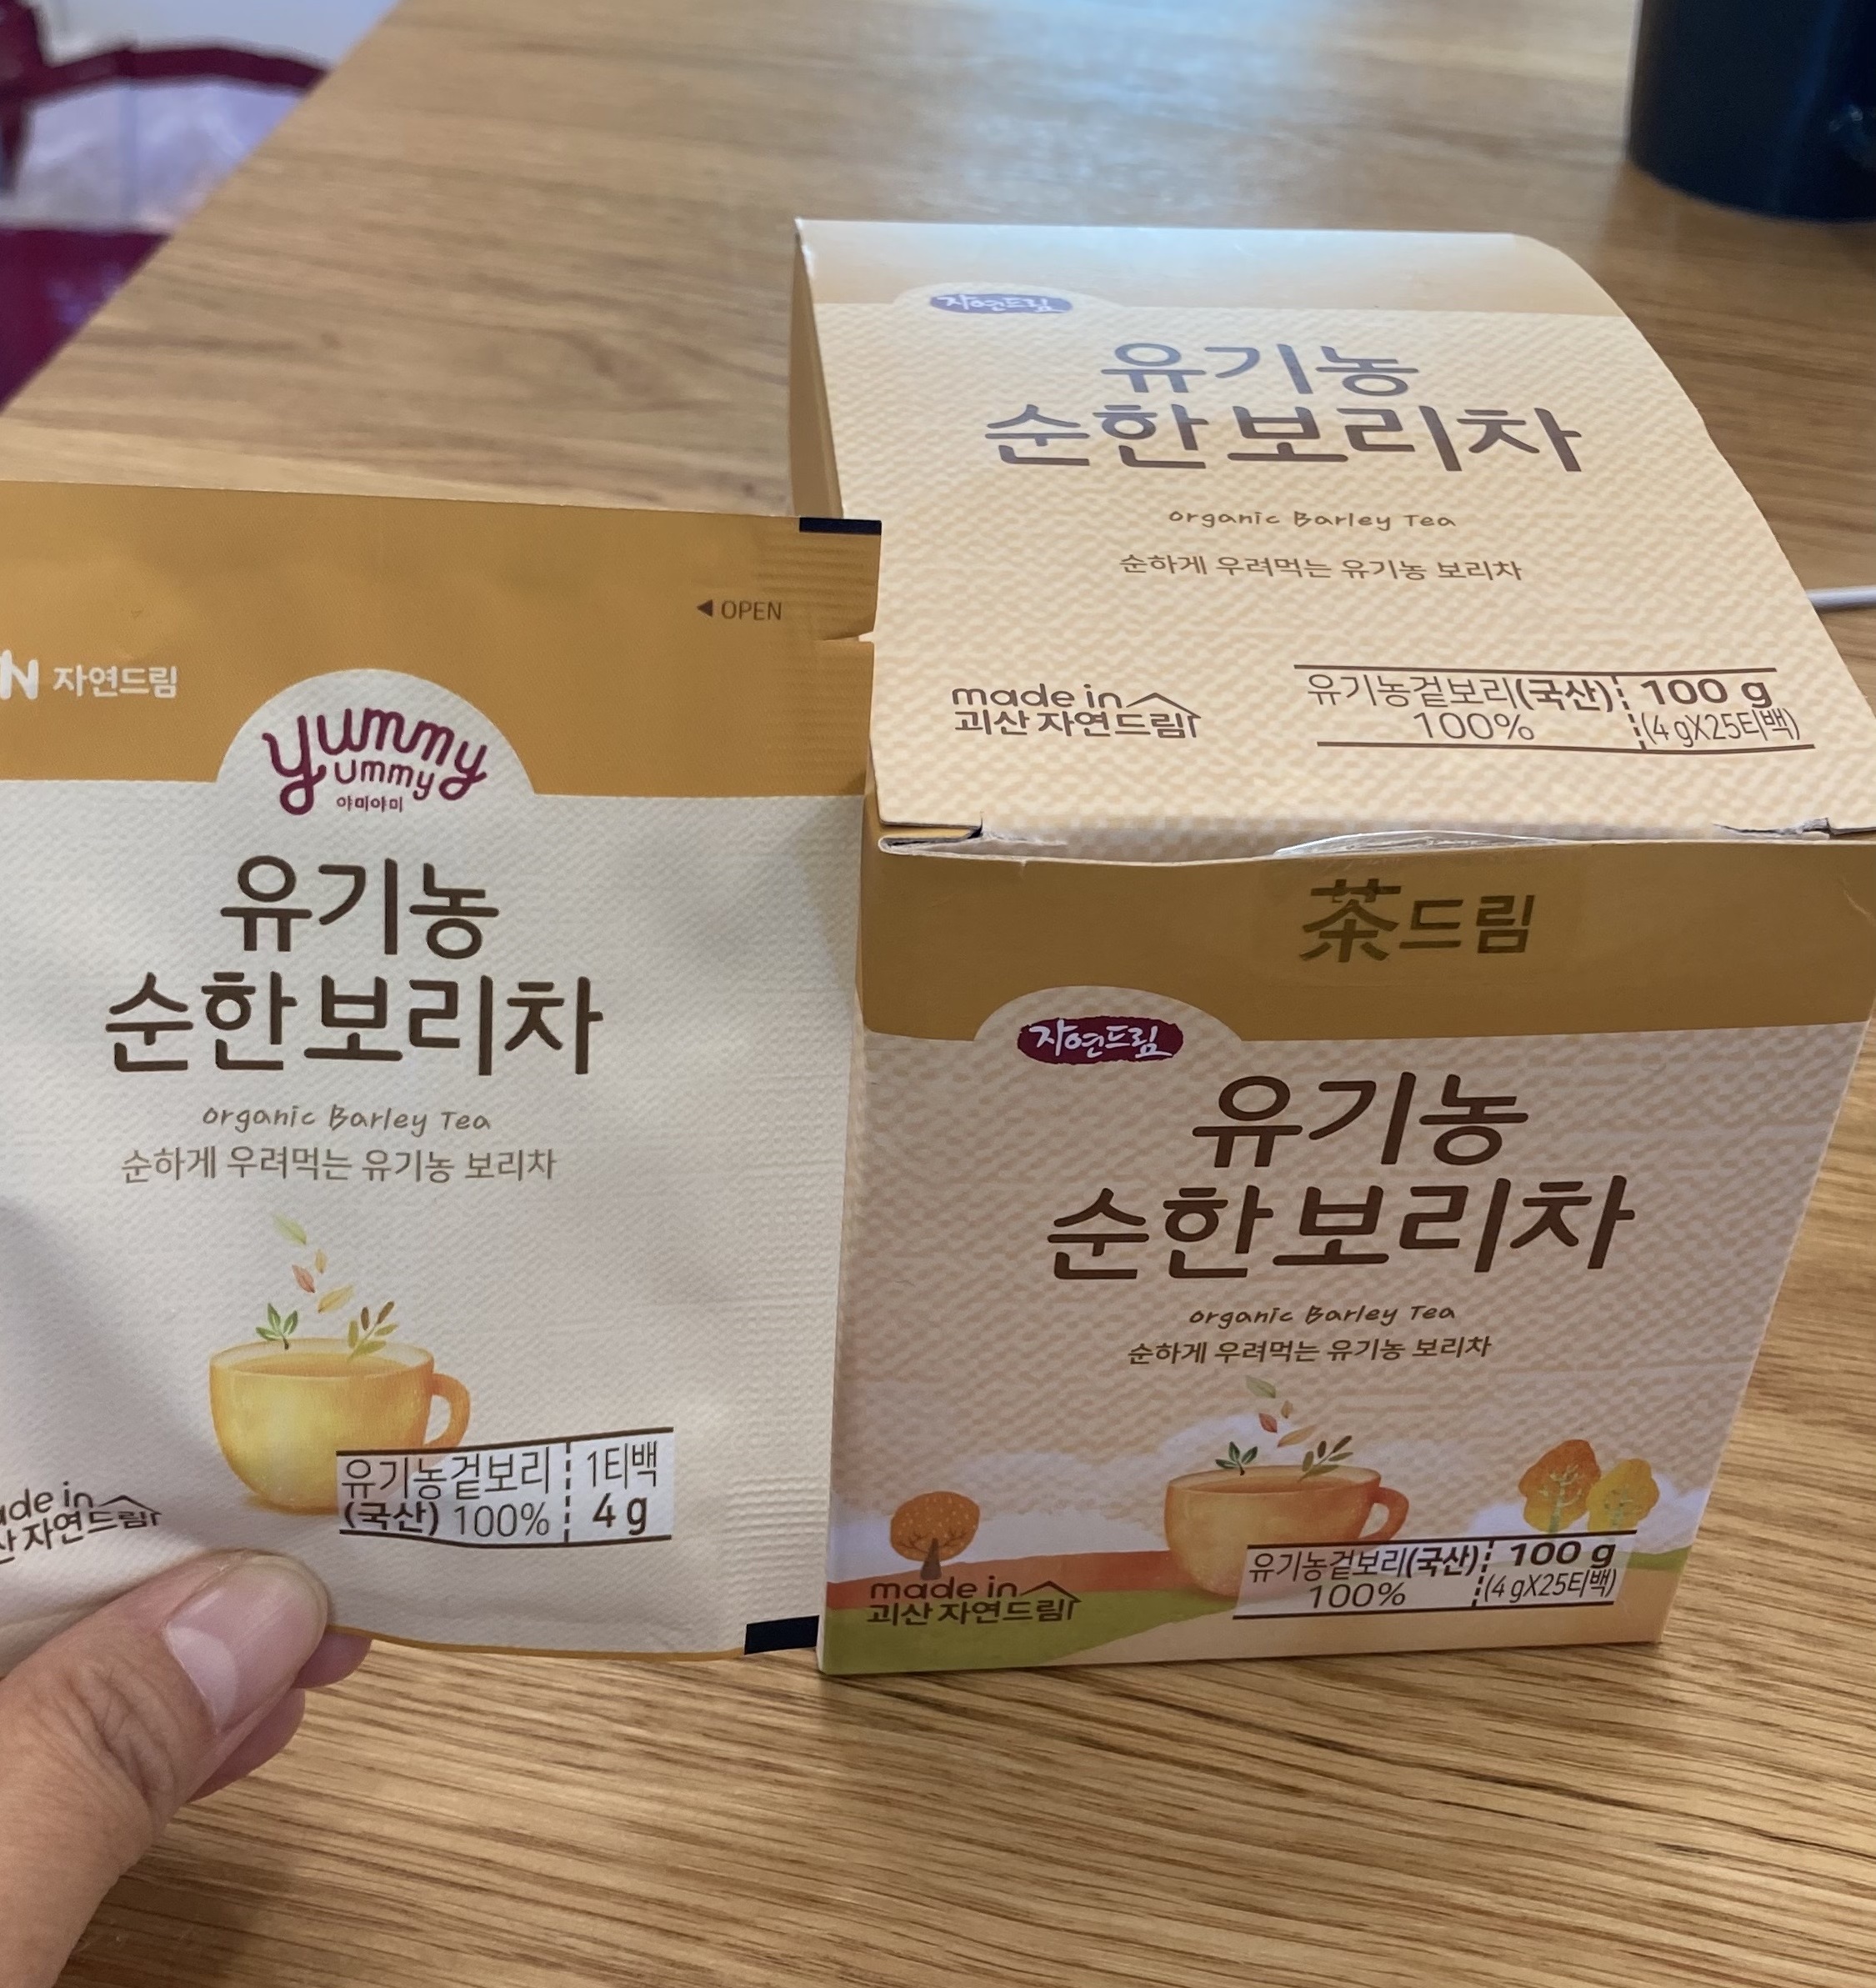 자연드림
유기농
순한보리차
organic Barley Tea
순하게 우려먹는 유기농 보리차
made in
괴산 자연드림
유기농겉보리(국산) 100 g
100% (4 gX25티백)
◀ OPEN
N 자연드림
yummy
yummy
야미야미
유기농
순한보리차
organic Barley Tea
순하게 우려먹는 유기농 보리차
유기농겉보리 1티백
(국산) 100% 4 g
in
자연드림
茶드림
자연드림
유기농
순한보리차
organic Barley Tea
순하게 우려먹는 유기농 보리차
made in
괴산 자연드림
유기농겉보리(국산) 100 g
100% (4 gX25티백)